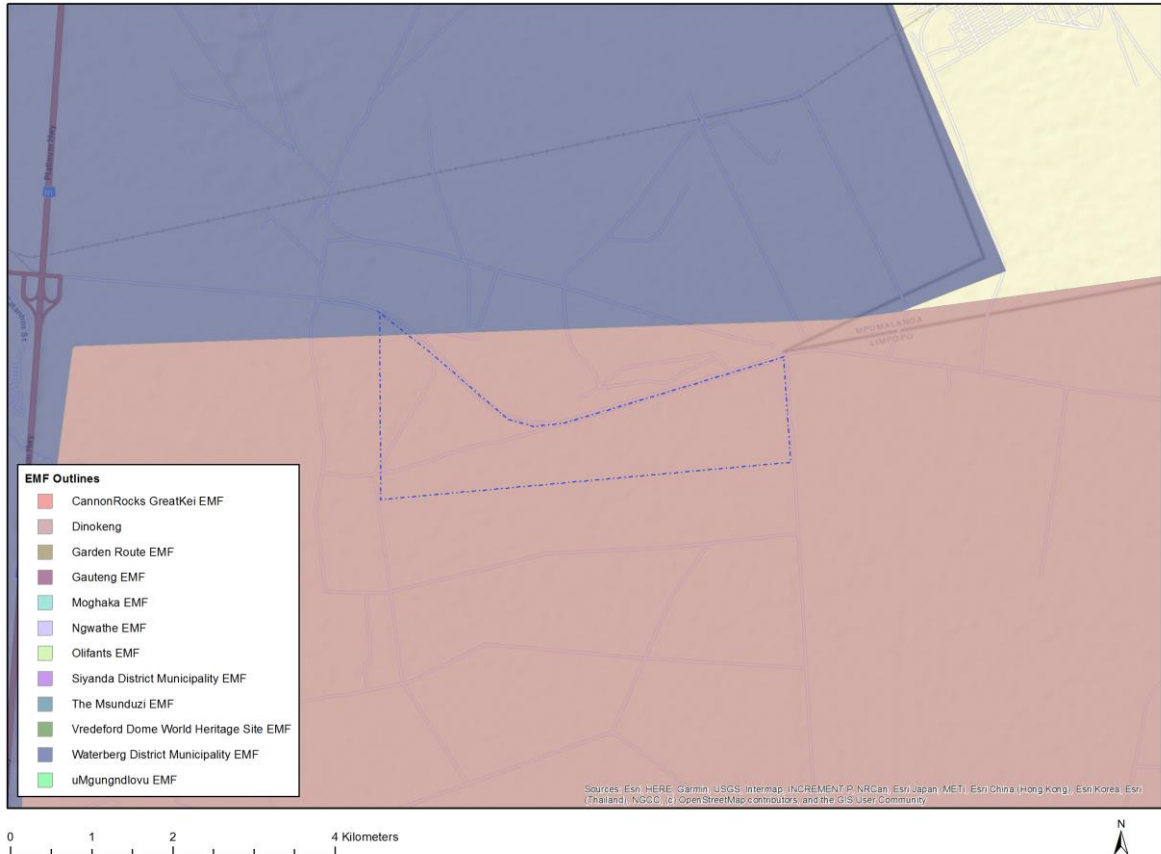 Platinum Hwy
MPUMALANGA
LIMPOPO
EMF Outlines
CannonRocks GreatKei EMF
Dinokeng
Garden Route EMF
Gauteng EMF
Moghaka EMF
Ngwathe EMF
Olifants EMF
Siyanda District Municipality EMF
The Msunduzi EMF
Vredeford Dome World Heritage Site EMF
Waterberg District Municipality EMF
uMgungndlovu EMF
Sources: Esri, HERE, Garmin, USGS, Intermap, INCREMENT P, NRCan, Esri Japan, METI, Esri China (Hong Kong), Esri Korea, Esri
(Thailand), NGCC, (c) OpenStreetMap contributors, and the GIS User Community
0 1 2 4 Kilometers
N